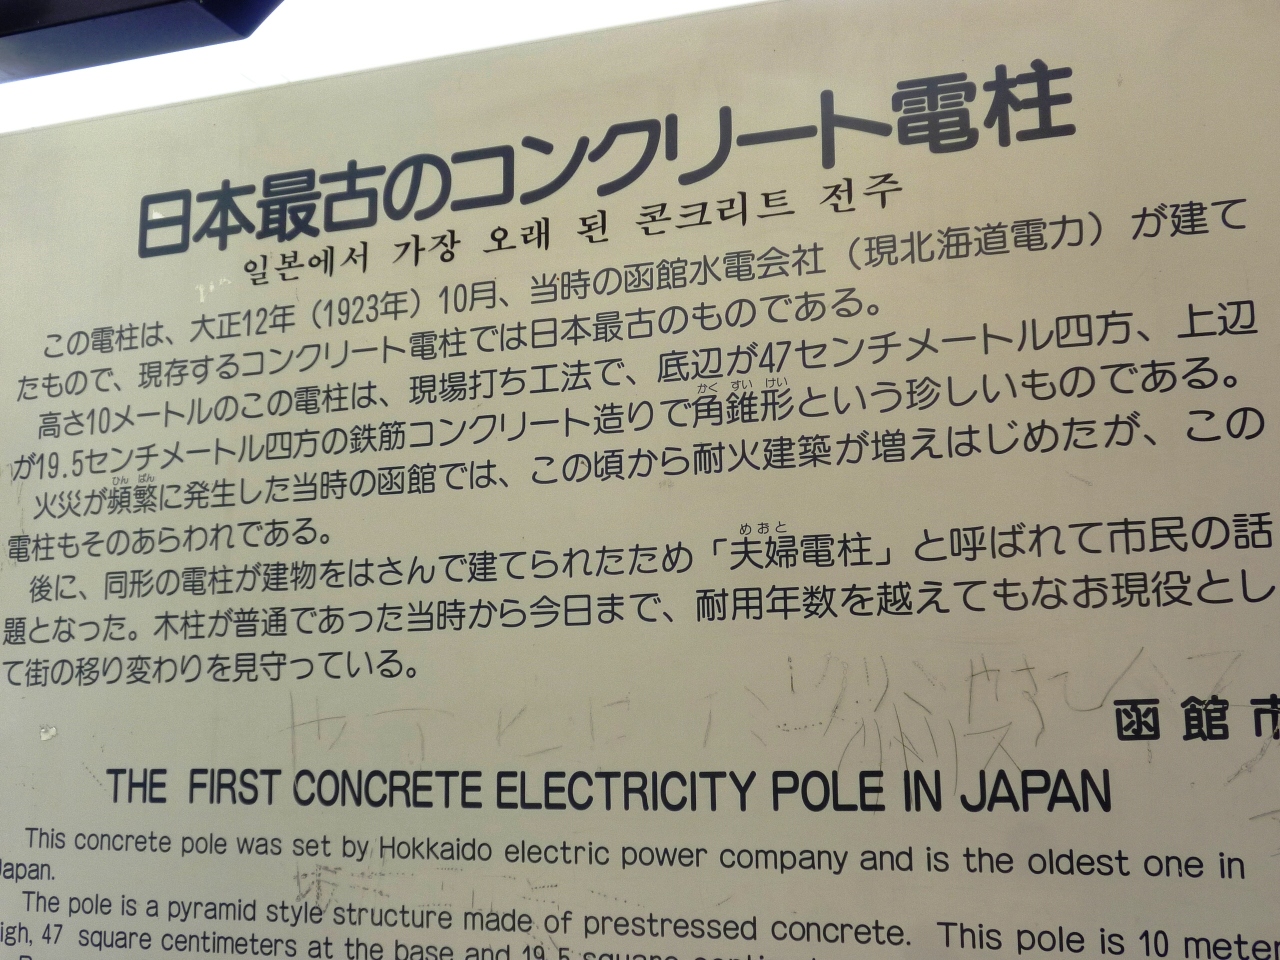 日本最古のコンクリート電柱
일본에서 가장 오래 된 콘크리트 전주
この電柱は、大正12年（1923年）10月、当時の函館水電会社（現北海道電力）が建て
たもので、現存するコンクリート電柱では日本最古のものである。
高さ10メートルのこの電柱は、現場打ち工法で、底辺が47センチメートル四方、上辺
かく すい けい
が19.5センチメートル四方の鉄筋コンクリート造りで角錐形という珍しいものである。
ひん ぱん
火災が頻繁に発生した当時の函館では、この頃から耐火建築が増えはじめたが、この
電柱もそのあらわれである。
めおと
後に、同形の電柱が建物をはさんで建てられたため「夫婦電柱」と呼ばれて市民の話
題となった。木柱が普通であった当時から今日まで、耐用年数を越えてもなお現役とし
て街の移り変わりを見守っている。
函館市
THE FIRST CONCRETE ELECTRICITY POLE IN JAPAN
This concrete pole was set by Hokkaido electric power company and is the oldest one in
Japan.
The pole is a pyramid style structure made of prestressed concrete. This pole is 10 meter
igh, 47 square centimeters at the base and 19.5 square